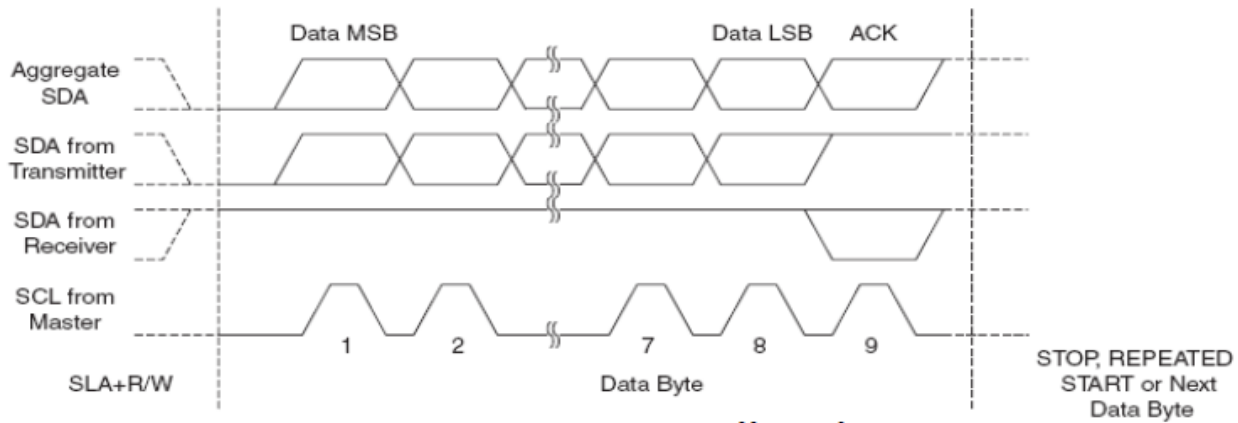 Data MSB
Data LSB
ACK
Aggregate
SDA
SDA from
Transmitter
SDA from
Receiver
SCL from
Master
1
2
7
8
9
SLA+R/W
Data Byte
STOP, REPEATED
START or Next
Data Byte